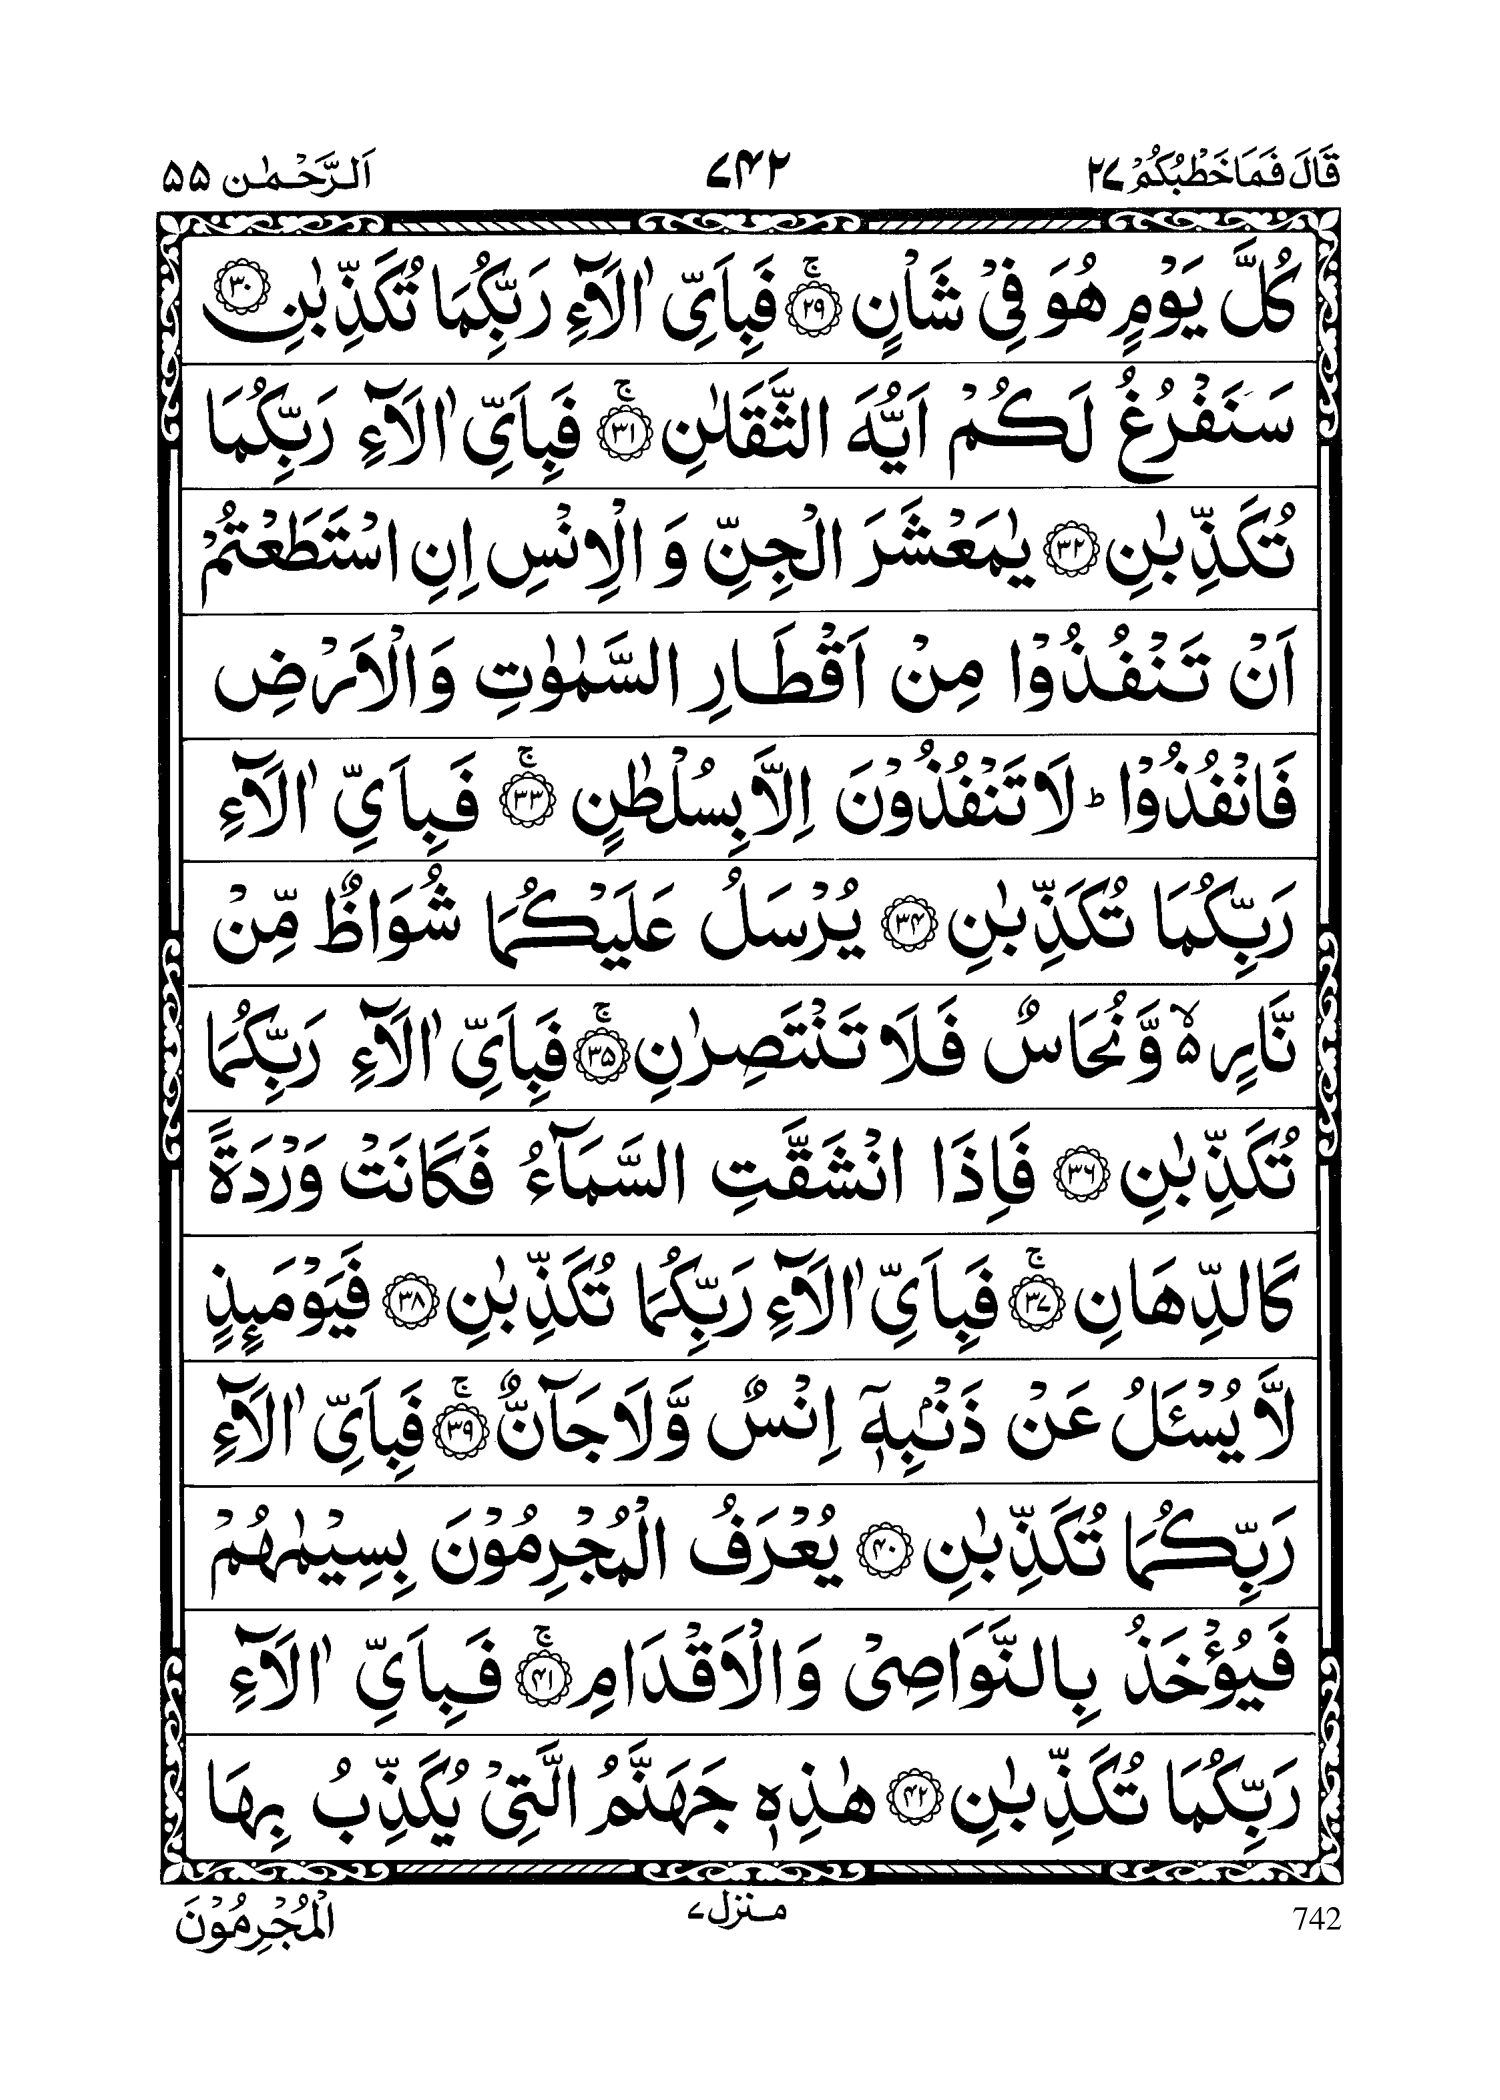 قَالَ فَمَا خَطْبُكُمْ ٢٧ ٧٤٢ اَلرَّحْمٰن ٥٥
كُلَّ يَوْمٍ هُوَ فِيْ شَاْنٍ ۚ﴿٢٩﴾ فَبِاَيِّ اٰلَآءِ رَبِّكُمَا تُكَذِّبٰنِ ﴿٣٠﴾
سَنَفْرُغُ لَكُمْ اَيُّهَ الثَّقَلٰنِ ۚ﴿٣١﴾ فَبِاَيِّ اٰلَآءِ رَبِّكُمَا
تُكَذِّبٰنِ ﴿٣٢﴾ يٰمَعْشَرَ الْجِنِّ وَ الْاِنْسِ اِنِ اسْتَطَعْتُمْ
اَنْ تَنْفُذُوْا مِنْ اَقْطَارِ السَّمٰوٰتِ وَالْاَرْضِ
فَانْفُذُوْا ؕ لَا تَنْفُذُوْنَ اِلَّا بِسُلْطٰنٍ ۚ﴿٣٣﴾ فَبِاَيِّ اٰلَآءِ
رَبِّكُمَا تُكَذِّبٰنِ ﴿٣٤﴾ يُرْسَلُ عَلَيْكُمَا شُوَاظٌ مِّنْ
نَّارٍ ۙ۬ وَّنُحَاسٌ فَلَا تَنْتَصِرٰنِ ۚ﴿٣٥﴾ فَبِاَيِّ اٰلَآءِ رَبِّكُمَا
تُكَذِّبٰنِ ﴿٣٦﴾ فَاِذَا انْشَقَّتِ السَّمَآءُ فَكَانَتْ وَرْدَةً
كَالدِّهَانِ ۚ﴿٣٧﴾ فَبِاَيِّ اٰلَآءِ رَبِّكُمَا تُكَذِّبٰنِ ﴿٣٨﴾ فَيَوْمَئِذٍ
لَّا يُسْـَٔلُ عَنْ ذَنْۢبِهٖۤ اِنْسٌ وَّلَا جَآنٌّ ۚ﴿٣٩﴾ فَبِاَيِّ اٰلَآءِ
رَبِّكُمَا تُكَذِّبٰنِ ﴿٤٠﴾ يُعْرَفُ الْمُجْرِمُوْنَ بِسِيْمٰهُمْ
فَيُؤْخَذُ بِالنَّوَاصِيْ وَالْاَقْدَامِ ۚ﴿٤١﴾ فَبِاَيِّ اٰلَآءِ
رَبِّكُمَا تُكَذِّبٰنِ ﴿٤٢﴾ هٰذِهٖ جَهَنَّمُ الَّتِيْ يُكَذِّبُ بِهَا
742 منزل ٧ الْمُجْرِمُوْنَ